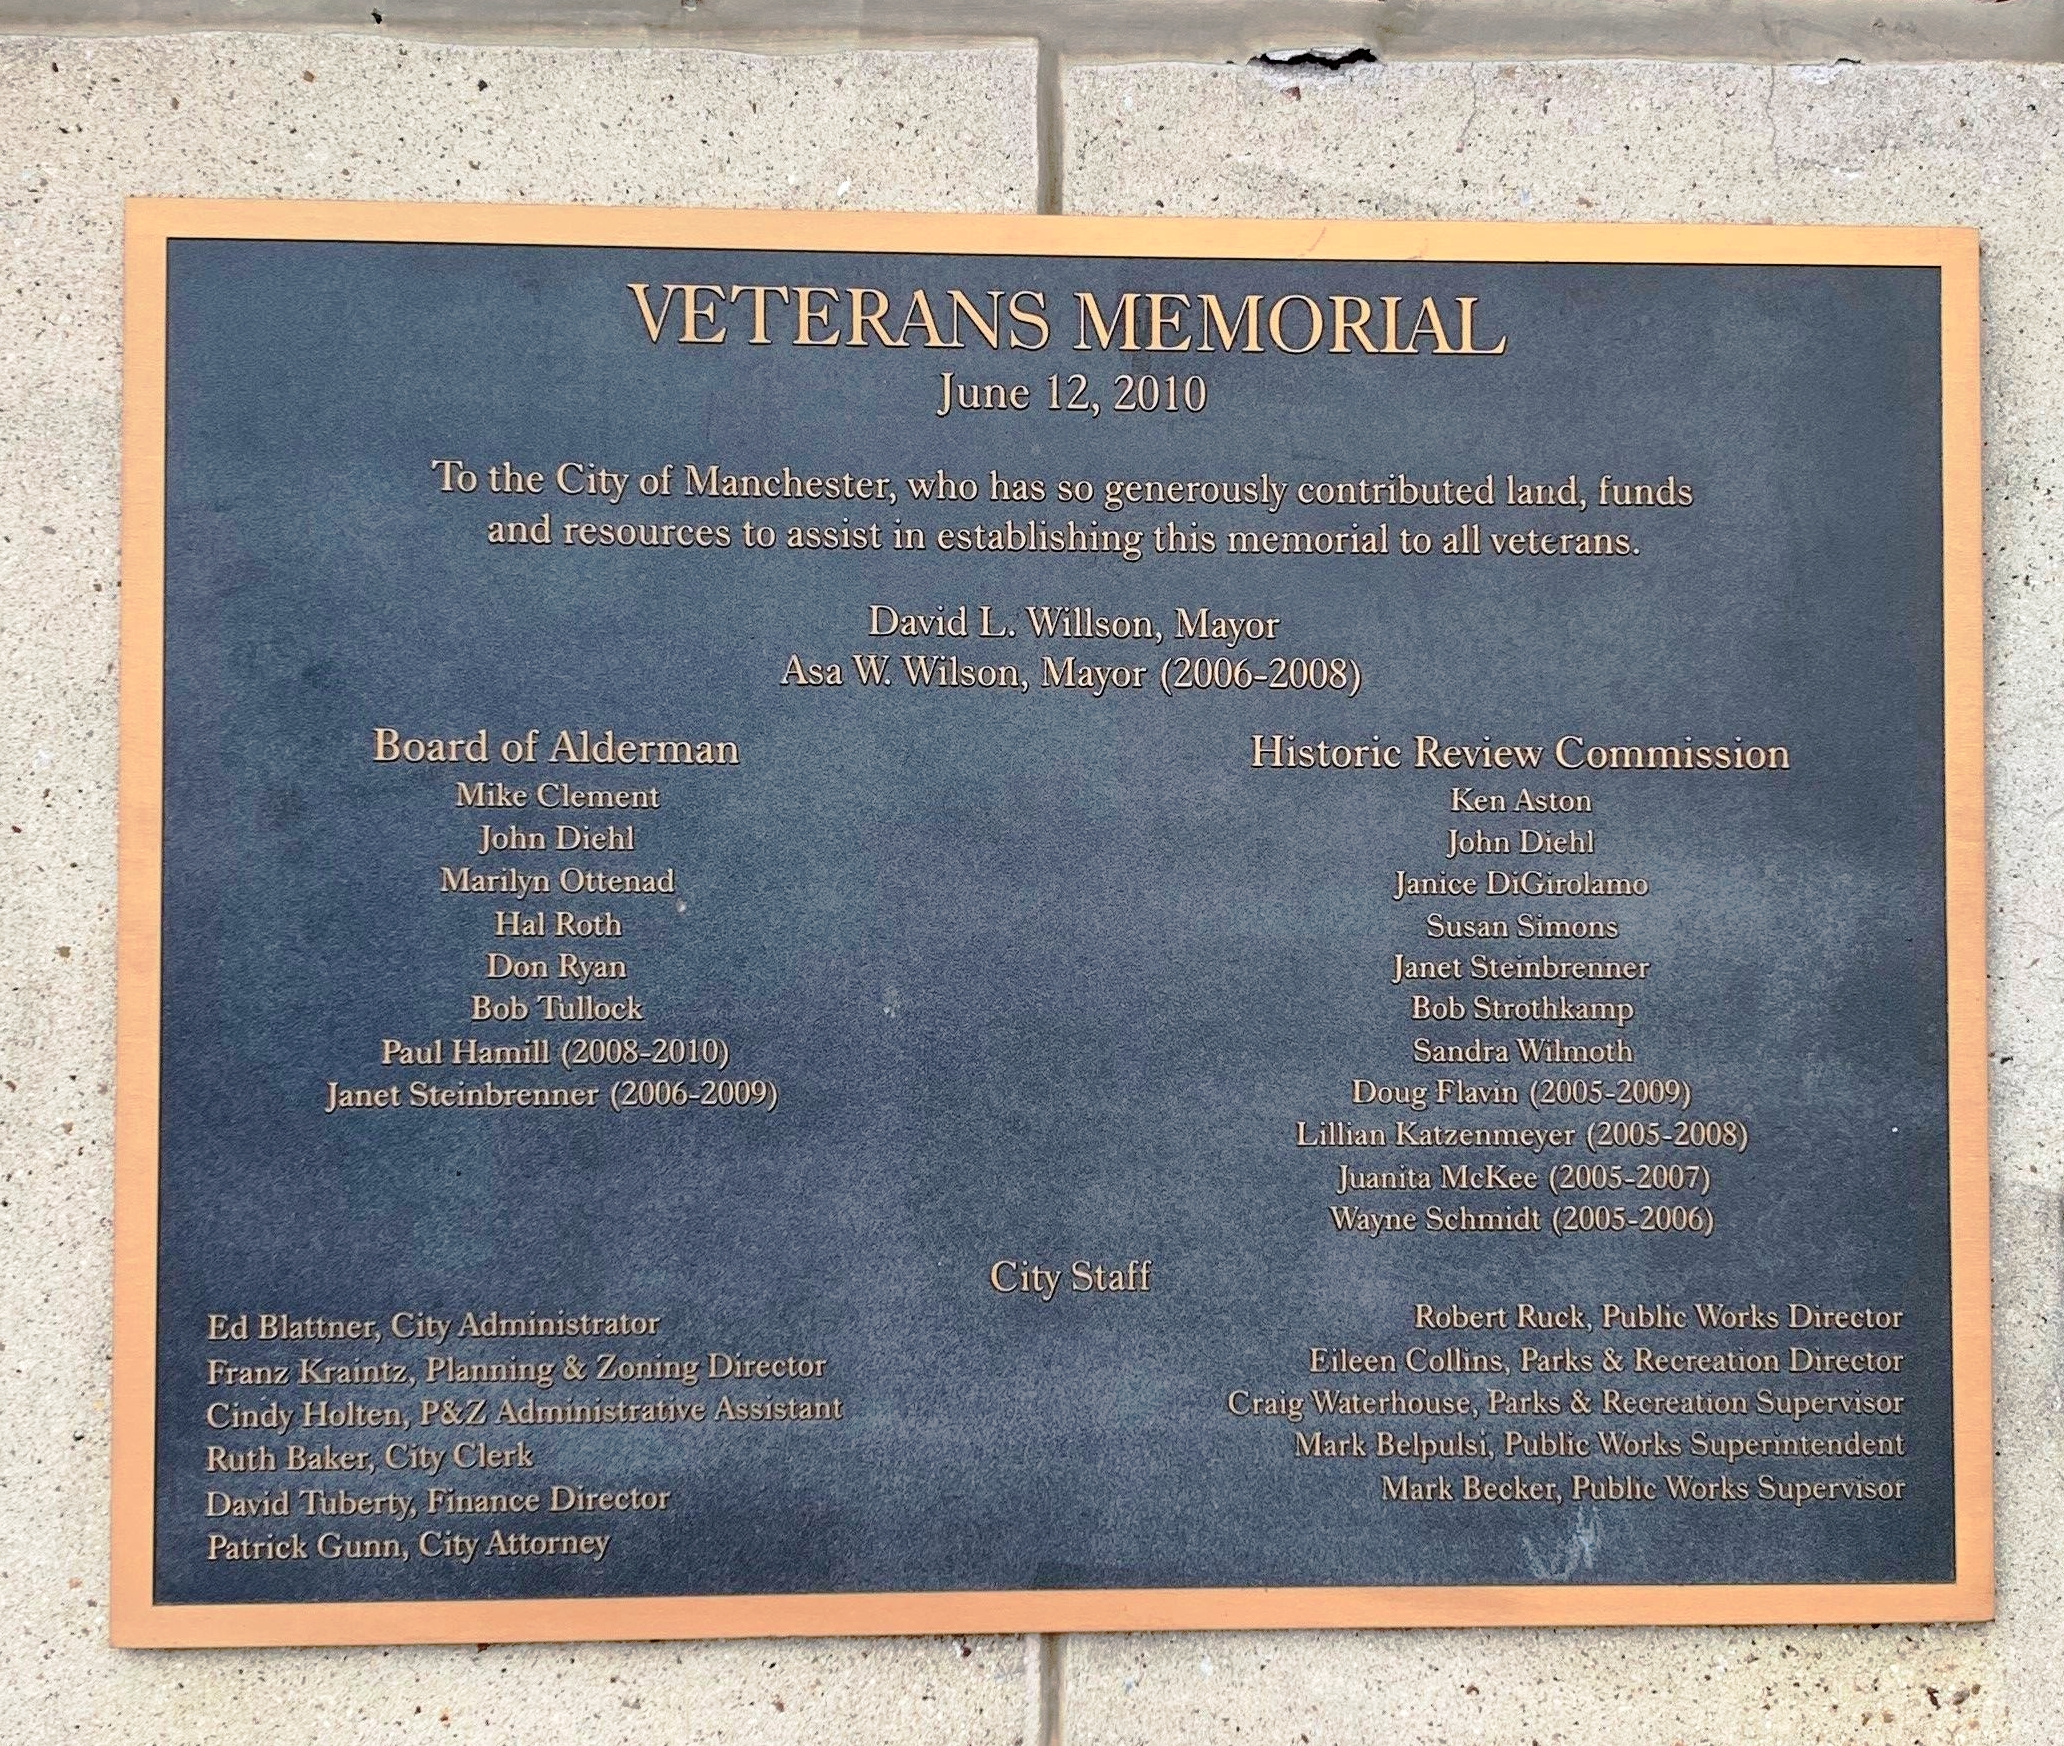 VETERANS MEMORIAL
June 12, 2010
To the City of Manchester, who has so generously contributed land, funds
and resources to assist in establishing this memorial to all veterans.
David L. Willson, Mayor
Asa W. Wilson, Mayor (2006-2008)
Board of Alderman
Mike Clement
John Diehl
Marilyn Ottenad
Hal Roth
Don Ryan
Bob Tullock
Paul Hamill (2008-2010)
Janet Steinbrenner (2006-2009)
Historic Review Commission
Ken Aston
John Diehl
Janice DiGirolamo
Susan Simons
Janet Steinbrenner
Bob Strothkamp
Sandra Wilmoth
Doug Flavin (2005-2009)
Lillian Katzenmeyer (2005-2008)
Juanita McKee (2005-2007)
Wayne Schmidt (2005-2006)
City Staff
Ed Blattner, City Administrator
Franz Kraintz, Planning & Zoning Director
Cindy Holten, P&Z Administrative Assistant
Ruth Baker, City Clerk
David Tuberty, Finance Director
Patrick Gunn, City Attorney
Robert Ruck, Public Works Director
Eileen Collins, Parks & Recreation Director
Craig Waterhouse, Parks & Recreation Supervisor
Mark Belpulsi, Public Works Superintendent
Mark Becker, Public Works Supervisor